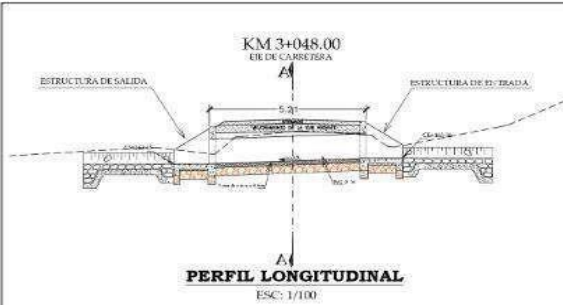 KM 3+048.00
EJE DE CARRETERA
A
ESTRUCTURA DE SALIDA
ESTRUCTURA DE ENTRADA
5.21
A
PERFIL LONGITUDINAL
ESC: 1/100